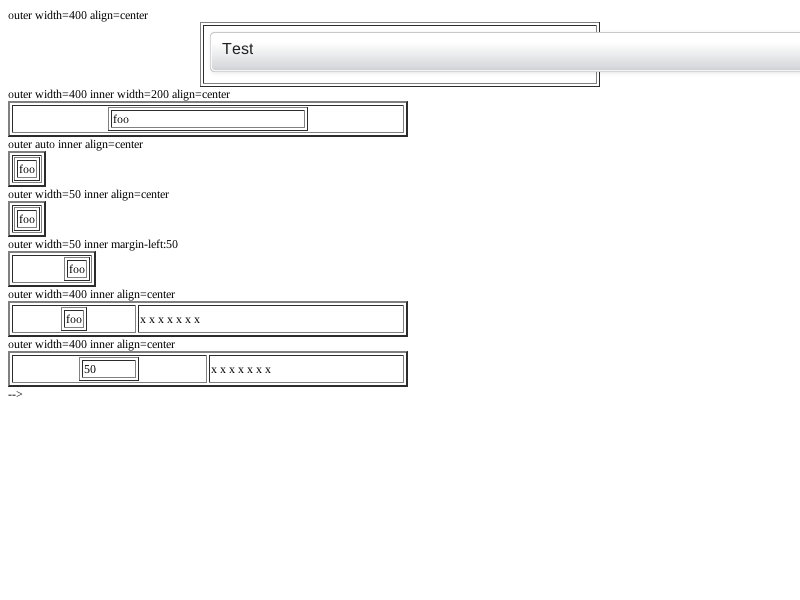 outer width=400 align=center
Test
outer width=400 inner width=200 align=center
foo
outer auto inner align=center
foo
outer width=50 inner align=center
foo
outer width=50 inner margin-left:50
foo
outer width=400 inner align=center
foo x x x x x x x
outer width=400 inner align=center
50 x x x x x x x
-->